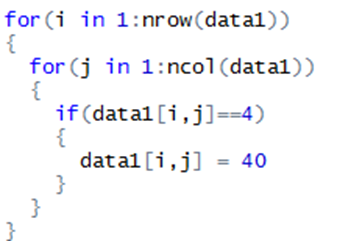 for(i in 1:nrow(data1))
{
  for(j in 1:ncol(data1))
  {
    if(data1[i,j]==4)
    {
      data1[i,j] = 40
    }
  }
}